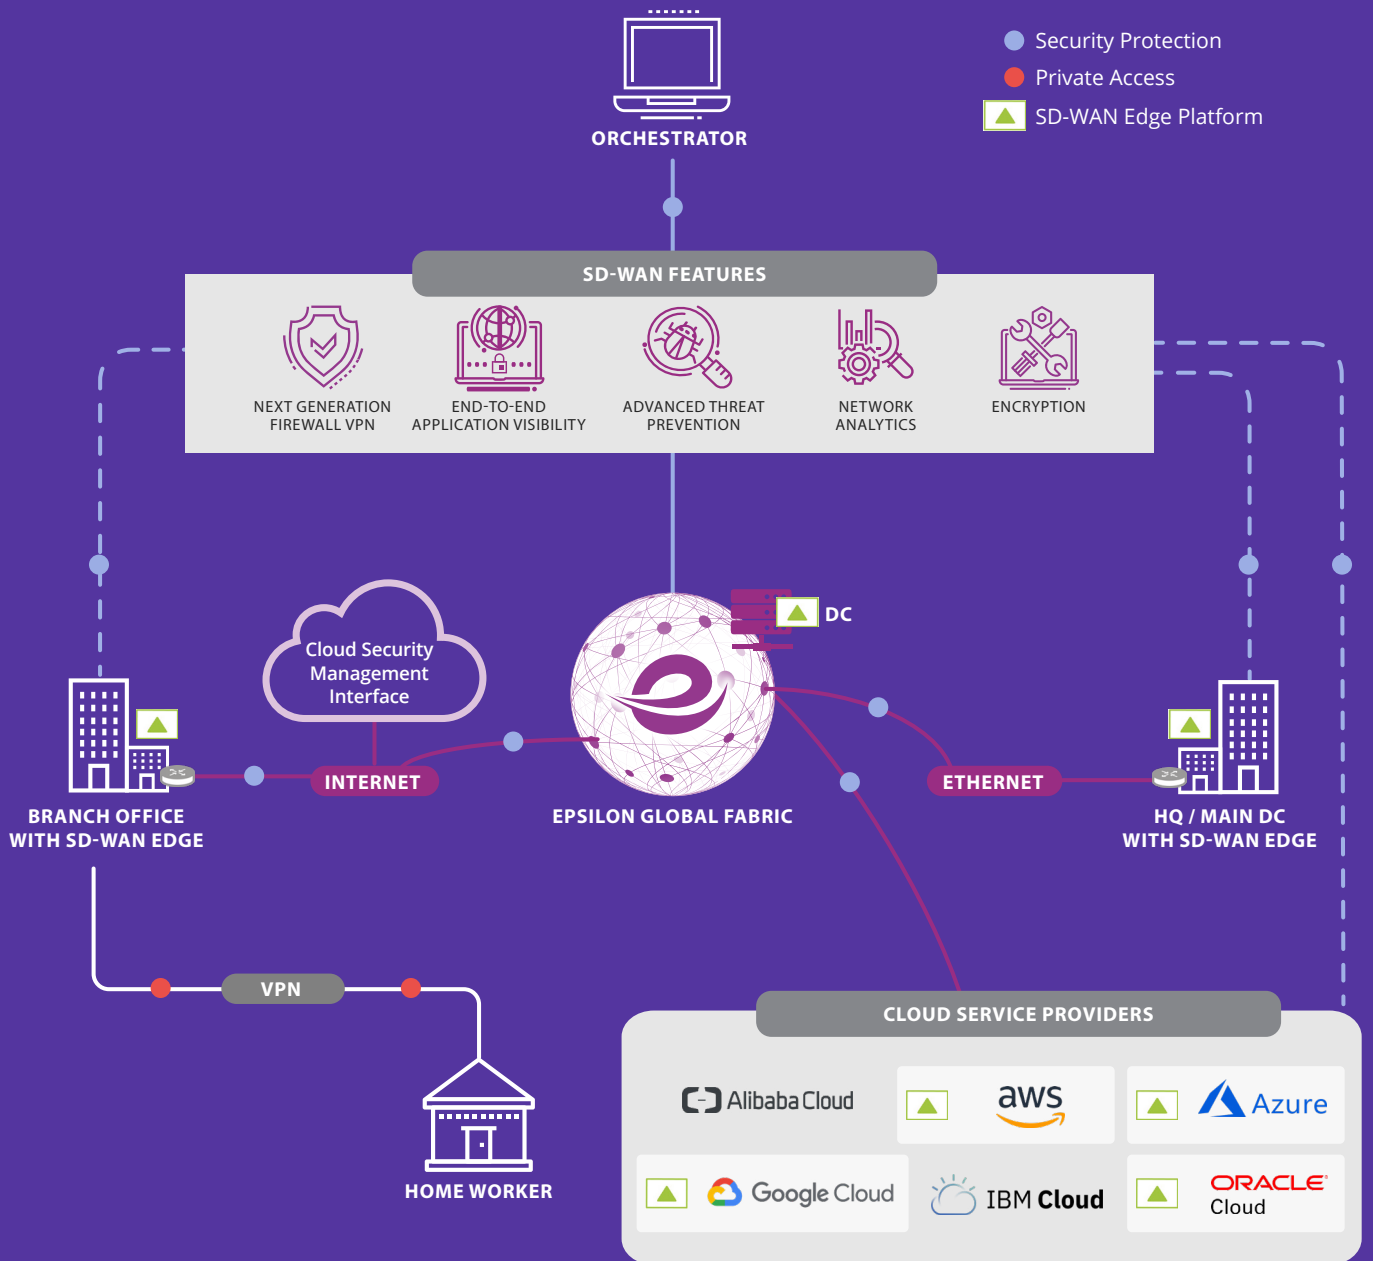 ORCHESTRATOR
Security Protection
Private Access
SD-WAN Edge Platform
SD-WAN FEATURES
NEXT GENERATION
FIREWALL VPN
END-TO-END
APPLICATION VISIBILITY
ADVANCED THREAT
PREVENTION
NETWORK
ANALYTICS
ENCRYPTION
Cloud Security
Management
Interface
DC
INTERNET
ETHERNET
BRANCH OFFICE
WITH SD-WAN EDGE
EPSILON GLOBAL FABRIC
HQ / MAIN DC
WITH SD-WAN EDGE
VPN
HOME WORKER
CLOUD SERVICE PROVIDERS
Alibaba Cloud
aws
Azure
Google Cloud
IBM Cloud
ORACLE
Cloud